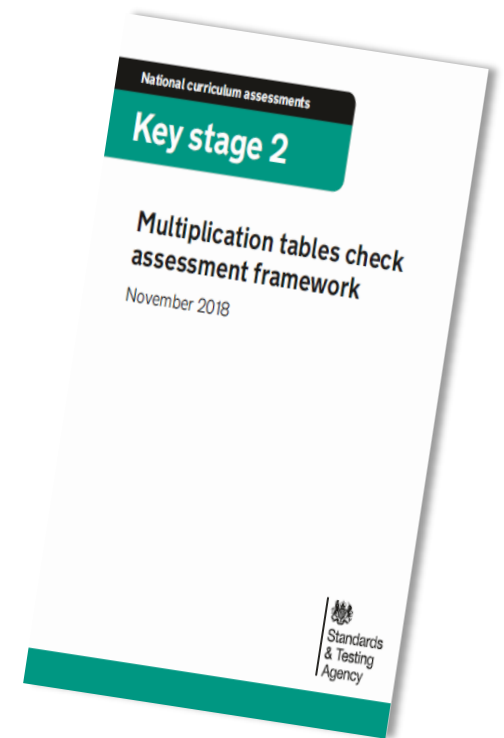 National curriculum assessments
Key stage 2
Multiplication tables check
assessment framework
November 2018
Standards
& Testing
Agency